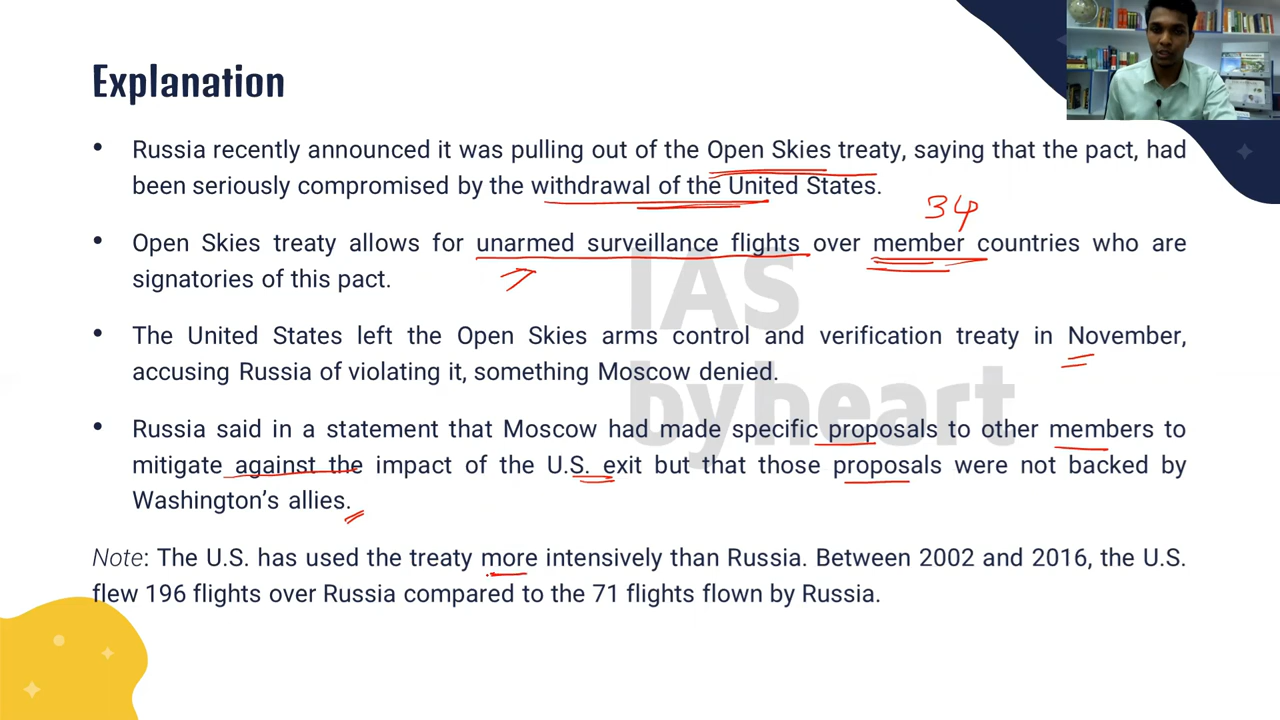 Explanation
• Russia recently announced it was pulling out of the Open Skies treaty, saying that the pact, had
been seriously compromised by the withdrawal of the United States.
34
• Open Skies treaty allows for unarmed surveillance flights over member countries who are
signatories of this pact.
IAS
• The United States left the Open Skies arms control and verification treaty in November,
accusing Russia of violating it, something Moscow denied.
byheart
• Russia said in a statement that Moscow had made specific proposals to other members to
mitigate against the impact of the U.S. exit but that those proposals were not backed by
Washington's allies.
Note: The U.S. has used the treaty more intensively than Russia. Between 2002 and 2016, the U.S.
flew 196 flights over Russia compared to the 71 flights flown by Russia.